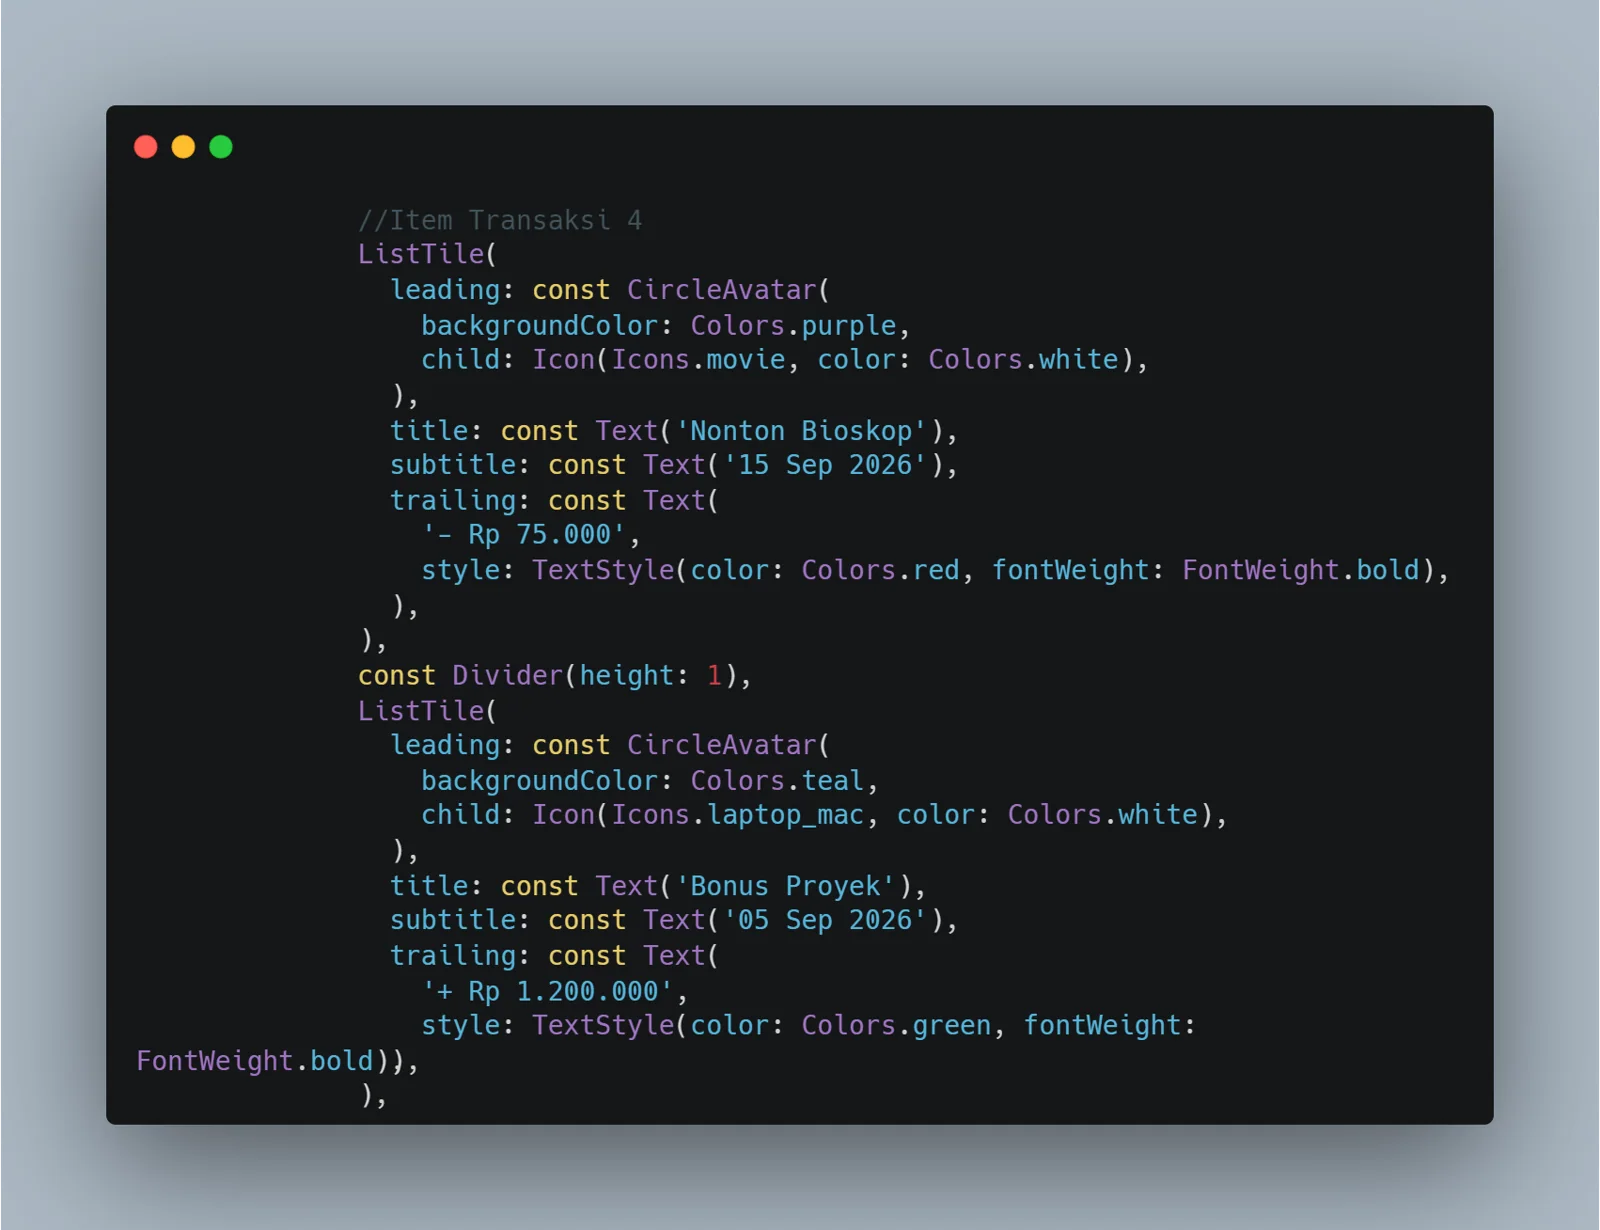 //Item Transaksi 4
ListTile(
leading: const CircleAvatar(
backgroundColor: Colors.purple,
child: Icon(Icons.movie, color: Colors.white),
),
title: const Text('Nonton Bioskop'),
subtitle: const Text('15 Sep 2026'),
trailing: const Text(
'- Rp 75.000',
style: TextStyle(color: Colors.red, fontWeight: FontWeight.bold),
),
),
const Divider(height: 1),
ListTile(
leading: const CircleAvatar(
backgroundColor: Colors.teal,
child: Icon(Icons.laptop_mac, color: Colors.white),
),
title: const Text('Bonus Proyek'),
subtitle: const Text('05 Sep 2026'),
trailing: const Text(
'+ Rp 1.200.000',
style: TextStyle(color: Colors.green, fontWeight:
FontWeight.bold)),
),